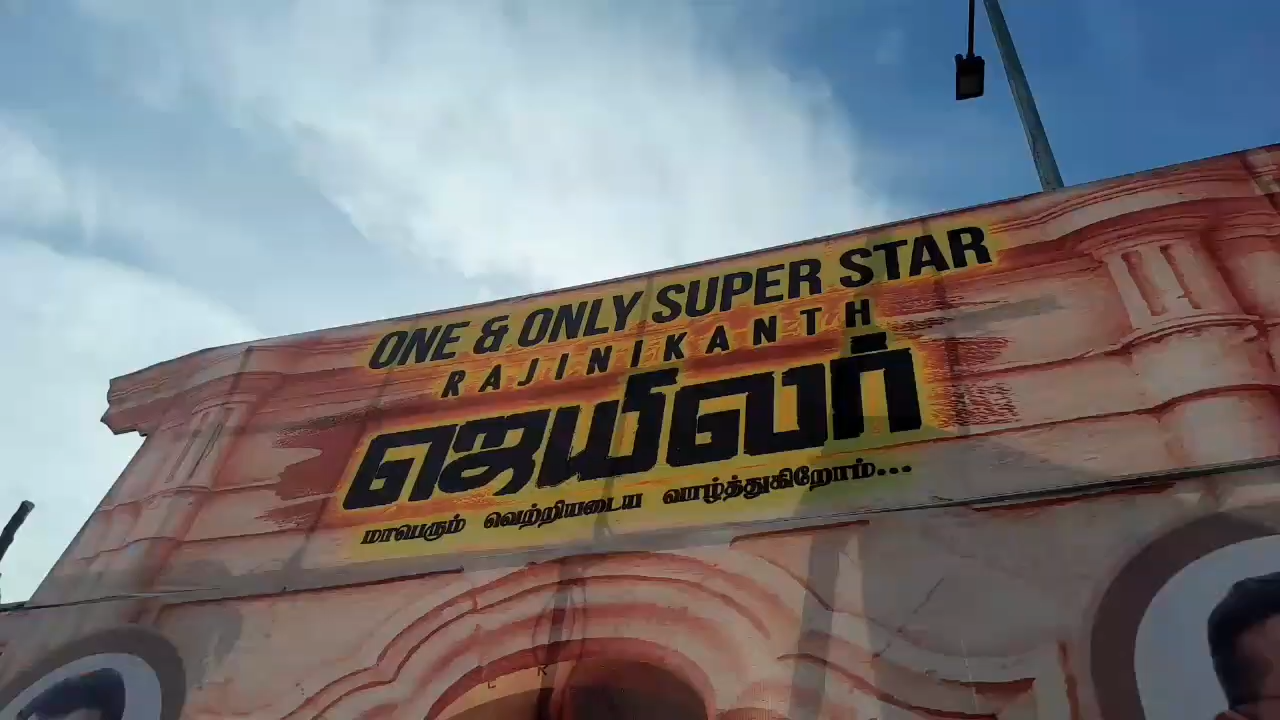 ONE & ONLY SUPER STAR
RAJINIKANTH
ஜெயிலர்
மாபெரும் வெற்றியடைய வாழ்த்துகிறோம்...